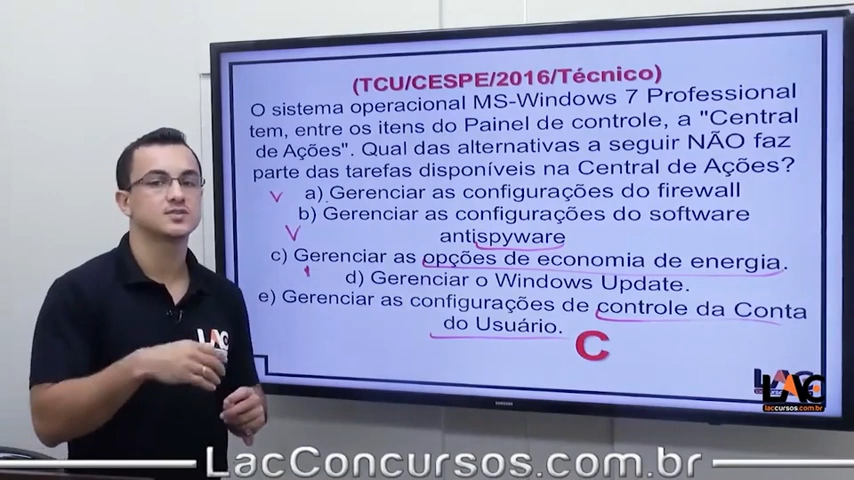 (TCU/CESPE/2016/Técnico)
O sistema operacional MS-Windows 7 Professional
tem, entre os itens do Painel de controle, a "Central
de Ações". Qual das alternativas a seguir NÃO faz
parte das tarefas disponíveis na Central de Ações?
a) Gerenciar as configurações do firewall
b) Gerenciar as configurações do software
antispyware
c) Gerenciar as opções de economia de energia.
d) Gerenciar o Windows Update.
e) Gerenciar as configurações de controle da Conta
do Usuário.
C
LAC
LAC
laccursos.com.br
SAMSUNG
LacConcursos.com.br